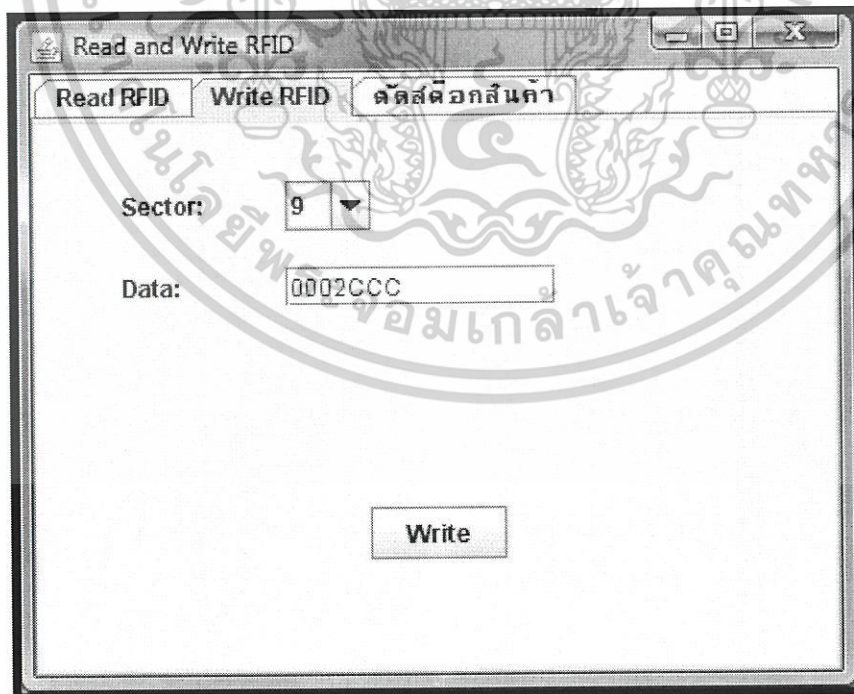 Read and Write RFID
Read RFID Write RFID ตัดสต๊อกสินค้า
Sector: 9
Data: 0002CCC
Write